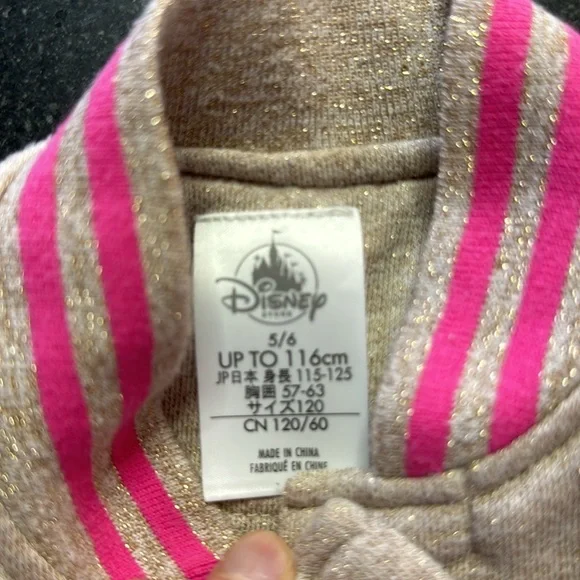 Disney
STORE
5/6
UP TO 116cm
JP日本 身長 115-125
胸囲 57-63
サイズ120
CN 120/60
MADE IN CHINA
FABRIQUÉ EN CHINE